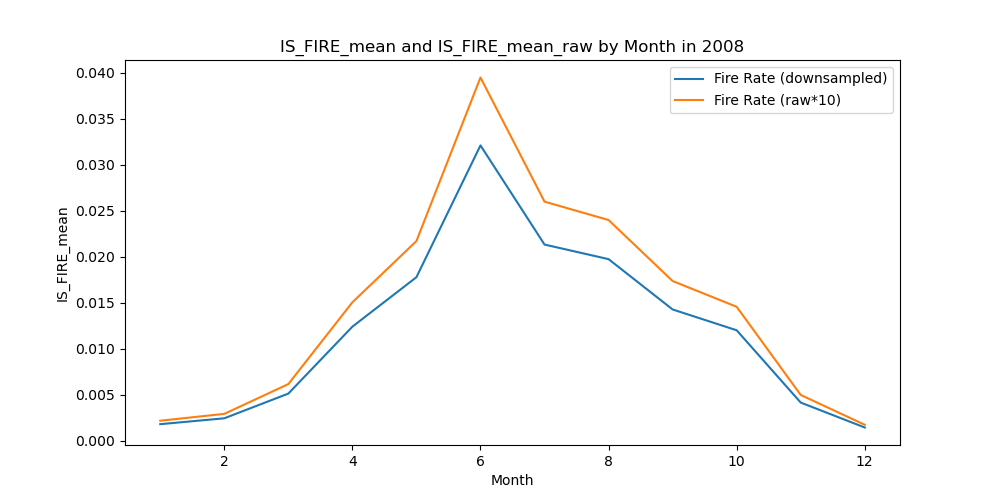 IS_FIRE_mean and IS_FIRE_mean_raw by Month in 2008
Fire Rate (downsampled)
Fire Rate (raw*10)
IS_FIRE_mean
0.040
0.035
0.030
0.025
0.020
0.015
0.010
0.005
0.000
2 4 6 8 10 12
Month